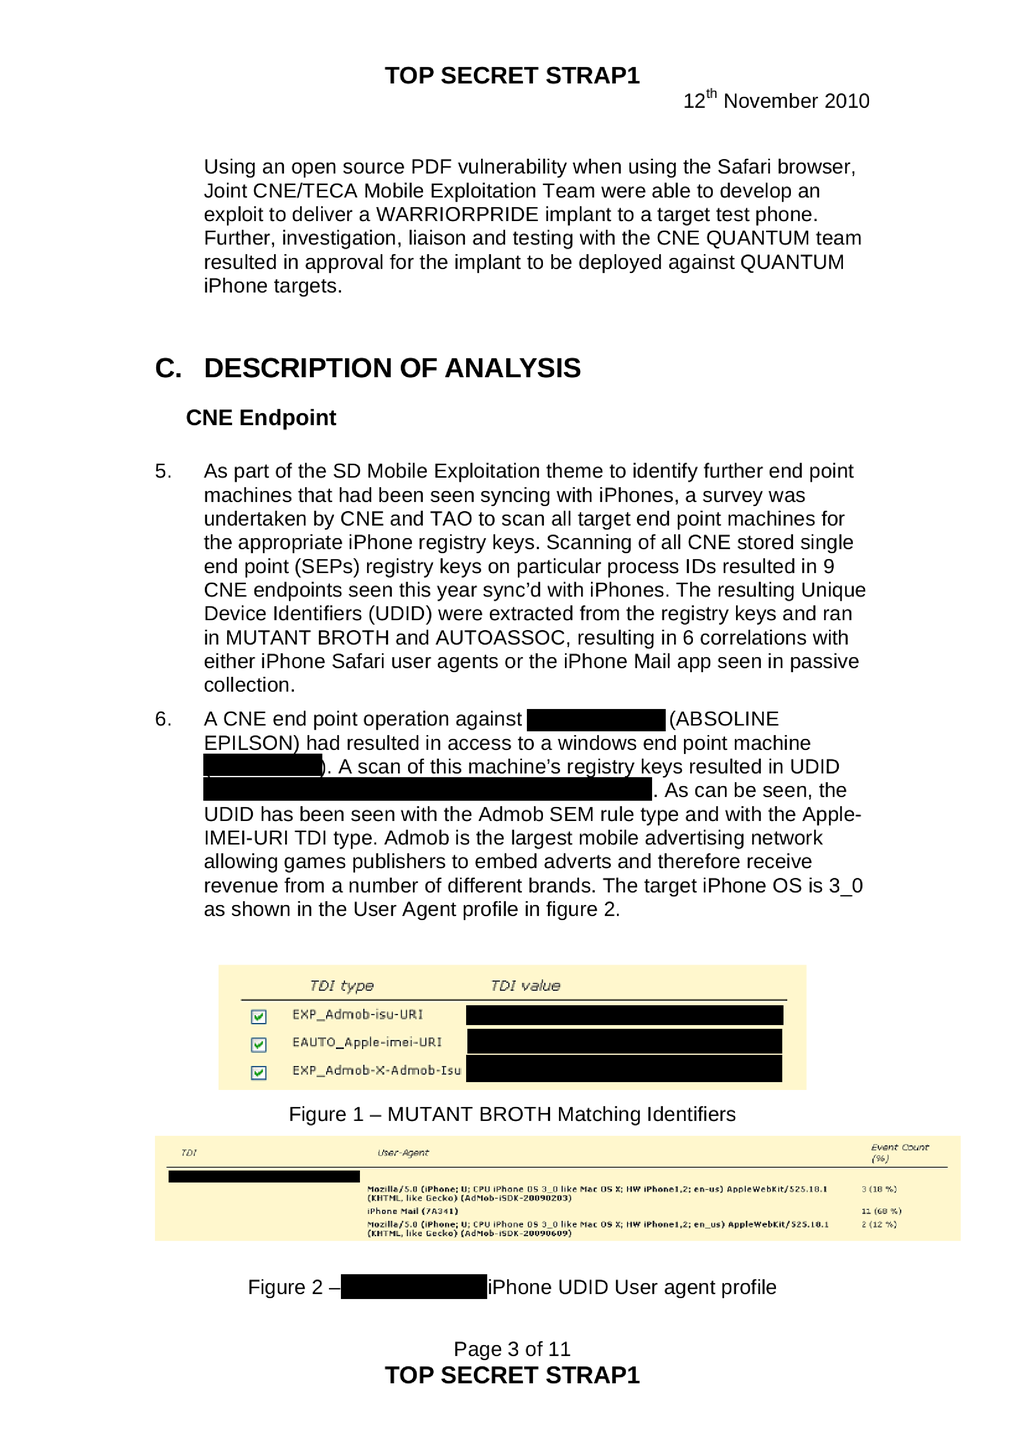 TOP SECRET STRAP1
12th November 2010
Using an open source PDF vulnerability when using the Safari browser,
Joint CNE/TECA Mobile Exploitation Team were able to develop an
exploit to deliver a WARRIORPRIDE implant to a target test phone.
Further, investigation, liaison and testing with the CNE QUANTUM team
resulted in approval for the implant to be deployed against QUANTUM
iPhone targets.
C. DESCRIPTION OF ANALYSIS
CNE Endpoint
5. As part of the SD Mobile Exploitation theme to identify further end point
machines that had been seen syncing with iPhones, a survey was
undertaken by CNE and TAO to scan all target end point machines for
the appropriate iPhone registry keys. Scanning of all CNE stored single
end point (SEPs) registry keys on particular process IDs resulted in 9
CNE endpoints seen this year sync'd with iPhones. The resulting Unique
Device Identifiers (UDID) were extracted from the registry keys and ran
in MUTANT BROTH and AUTOASSOC, resulting in 6 correlations with
either iPhone Safari user agents or the iPhone Mail app seen in passive
collection.
6. A CNE end point operation against (ABSOLINE
EPILSON) had resulted in access to a windows end point machine
). A scan of this machine's registry keys resulted in UDID
. As can be seen, the
UDID has been seen with the Admob SEM rule type and with the Apple-
IMEI-URI TDI type. Admob is the largest mobile advertising network
allowing games publishers to embed adverts and therefore receive
revenue from a number of different brands. The target iPhone OS is 3_0
as shown in the User Agent profile in figure 2.
TDI type TDI value
EXP_Admob-isu-URI
EAUTO_Apple-imei-URI
EXP_Admob-X-Admob-Isu
Figure 1 – MUTANT BROTH Matching Identifiers
TDI User-Agent Event Count
(%)
Mozilla/5.0 (iPhone; U; CPU iPhone OS 3_0 like Mac OS X; HW iPhone1,2; en-us) AppleWebKit/525.18.1 3 (18 %)
(KHTML, like Gecko) (AdMob-iSDK-20090203)
iPhone Mail (7A341) 11 (68 %)
Mozilla/5.0 (iPhone; U; CPU iPhone OS 3_0 like Mac OS X; HW iPhone1,2; en_us) AppleWebKit/525.18.1 2 (12 %)
(KHTML, like Gecko) (AdMob-iSDK-20090609)
Figure 2 – iPhone UDID User agent profile
Page 3 of 11
TOP SECRET STRAP1